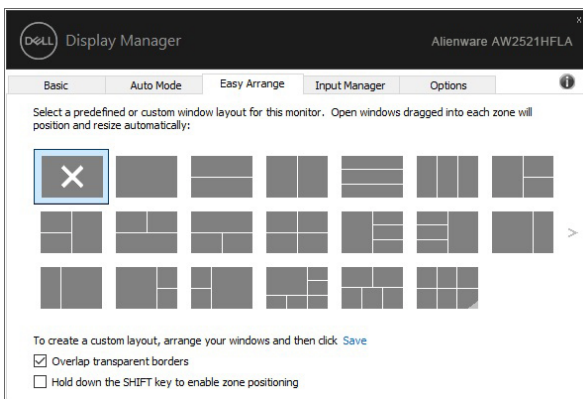 DELL Display Manager
Alienware AW2521HFLA
Basic
Auto Mode
Easy Arrange
Input Manager
Options
Select a predefined or custom window layout for this monitor. Open windows dragged into each zone will
position and resize automatically:
To create a custom layout, arrange your windows and then click Save
Overlap transparent borders
Hold down the SHIFT key to enable zone positioning